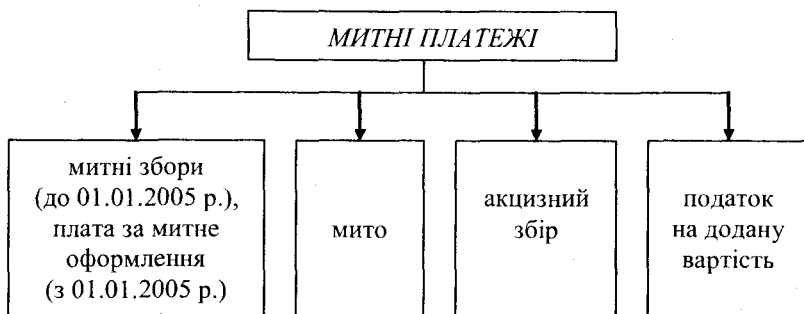 МИТНІ ПЛАТЕЖІ
митні збори
(до 01.01.2005 р.),
плата за митне
оформлення
(з 01.01.2005 р.)
мито
акцизний
збір
податок
на додану
вартість